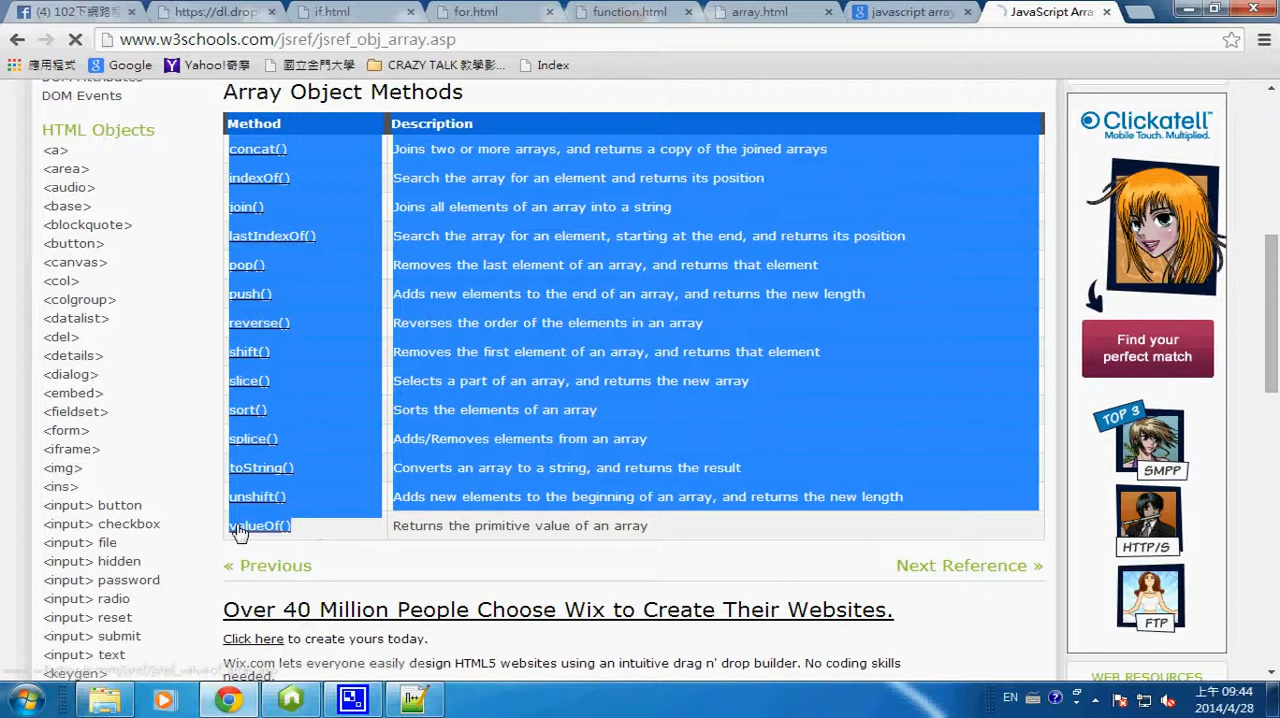 (4) 102下網路程
https://dl.drop
if.html
for.html
function.html
array.html
javascript array
JavaScript Arra
www.w3schools.com/jsref/jsref_obj_array.asp
應用程式
Google
Yahoo!奇摩
國立金門大學
CRAZY TALK 教學影...
Index
DOM Attributes
DOM Events
HTML Objects
<a>
<area>
<audio>
<base>
<blockquote>
<button>
<canvas>
<col>
<colgroup>
<datalist>
<del>
<details>
<dialog>
<embed>
<fieldset>
<form>
<iframe>
<img>
<ins>
<input> button
<input> checkbox
<input> file
<input> hidden
<input> password
<input> radio
<input> reset
<input> submit
<input> text
<keygen>
Array Object Methods
Method Description
concat() Joins two or more arrays, and returns a copy of the joined arrays
indexOf() Search the array for an element and returns its position
join() Joins all elements of an array into a string
lastIndexOf() Search the array for an element, starting at the end, and returns its position
pop() Removes the last element of an array, and returns that element
push() Adds new elements to the end of an array, and returns the new length
reverse() Reverses the order of the elements in an array
shift() Removes the first element of an array, and returns that element
slice() Selects a part of an array, and returns the new array
sort() Sorts the elements of an array
splice() Adds/Removes elements from an array
toString() Converts an array to a string, and returns the result
unshift() Adds new elements to the beginning of an array, and returns the new length
valueOf() Returns the primitive value of an array
« Previous
Next Reference »
Over 40 Million People Choose Wix to Create Their Websites.
Click here to create yours today.
Wix.com lets everyone easily design HTML5 websites using an intuitive drag n' drop builder. No coding skills
needed.
Clickatell™
Mobile Touch. Multiplied.
Find your
perfect match
TOP 3
SMPP
HTTP/S
FTP
WEB RESOURCES
EN
上午 09:44
2014/4/28